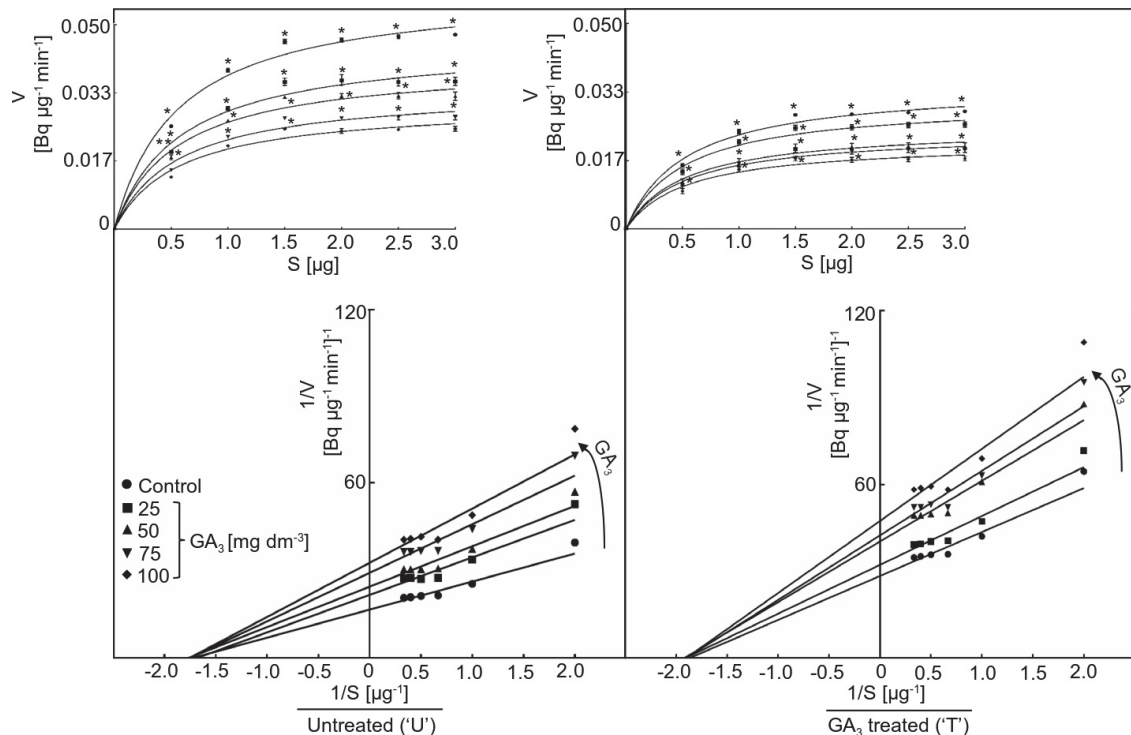 0.050
0.033
0.017
0
V
[Bq µg⁻¹ min⁻¹]
0.5 1.0 1.5 2.0 2.5 3.0
S [µg]
0.050
0.033
0.017
0
V
[Bq µg⁻¹ min⁻¹]
0.5 1.0 1.5 2.0 2.5 3.0
S [µg]
120
60
1/V
[Bq µg⁻¹ min⁻¹]⁻¹
GA₃
Control
25
50
75
100
GA₃ [mg dm⁻³]
-2.0 -1.5 -1.0 -0.5 0 0.5 1.0 1.5 2.0
1/S [µg⁻¹]
Untreated (‘U’)
120
60
1/V
[Bq µg⁻¹ min⁻¹]⁻¹
GA₃
-2.0 -1.5 -1.0 -0.5 0 0.5 1.0 1.5 2.0
1/S [µg⁻¹]
GA₃ treated (‘T’)